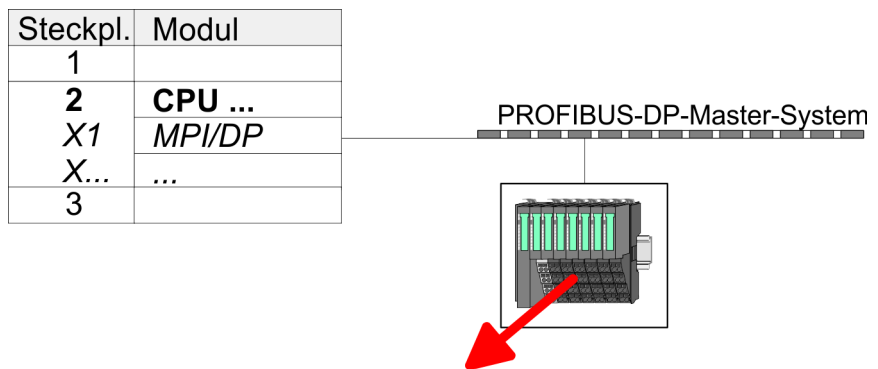 Steckpl. Modul
1
2 CPU ...
X1 MPI/DP
X... ...
3
PROFIBUS-DP-Master-System